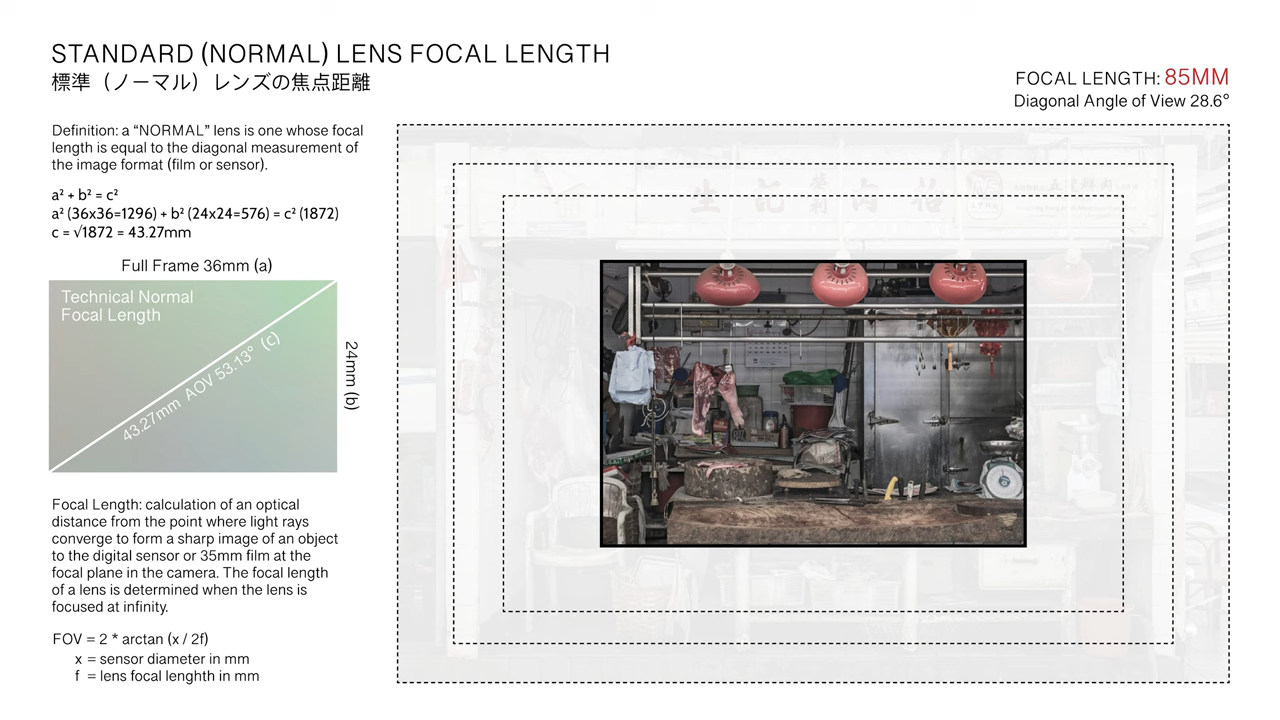 STANDARD (NORMAL) LENS FOCAL LENGTH
標準（ノーマル）レンズの焦点距離
FOCAL LENGTH: 85MM
Diagonal Angle of View 28.6°
Definition: a “NORMAL” lens is one whose focal
length is equal to the diagonal measurement of
the image format (film or sensor).
a² + b² = c²
a² (36x36=1296) + b² (24x24=576) = c² (1872)
c = √1872 = 43.27mm
Full Frame 36mm (a)
Technical Normal
Focal Length
43.27mm AOV 53.13° (c)
24mm (b)
Focal Length: calculation of an optical
distance from the point where light rays
converge to form a sharp image of an object
to the digital sensor or 35mm film at the
focal plane in the camera. The focal length
of a lens is determined when the lens is
focused at infinity.
FOV = 2 * arctan (x / 2f)
x = sensor diameter in mm
f = lens focal lenghth in mm